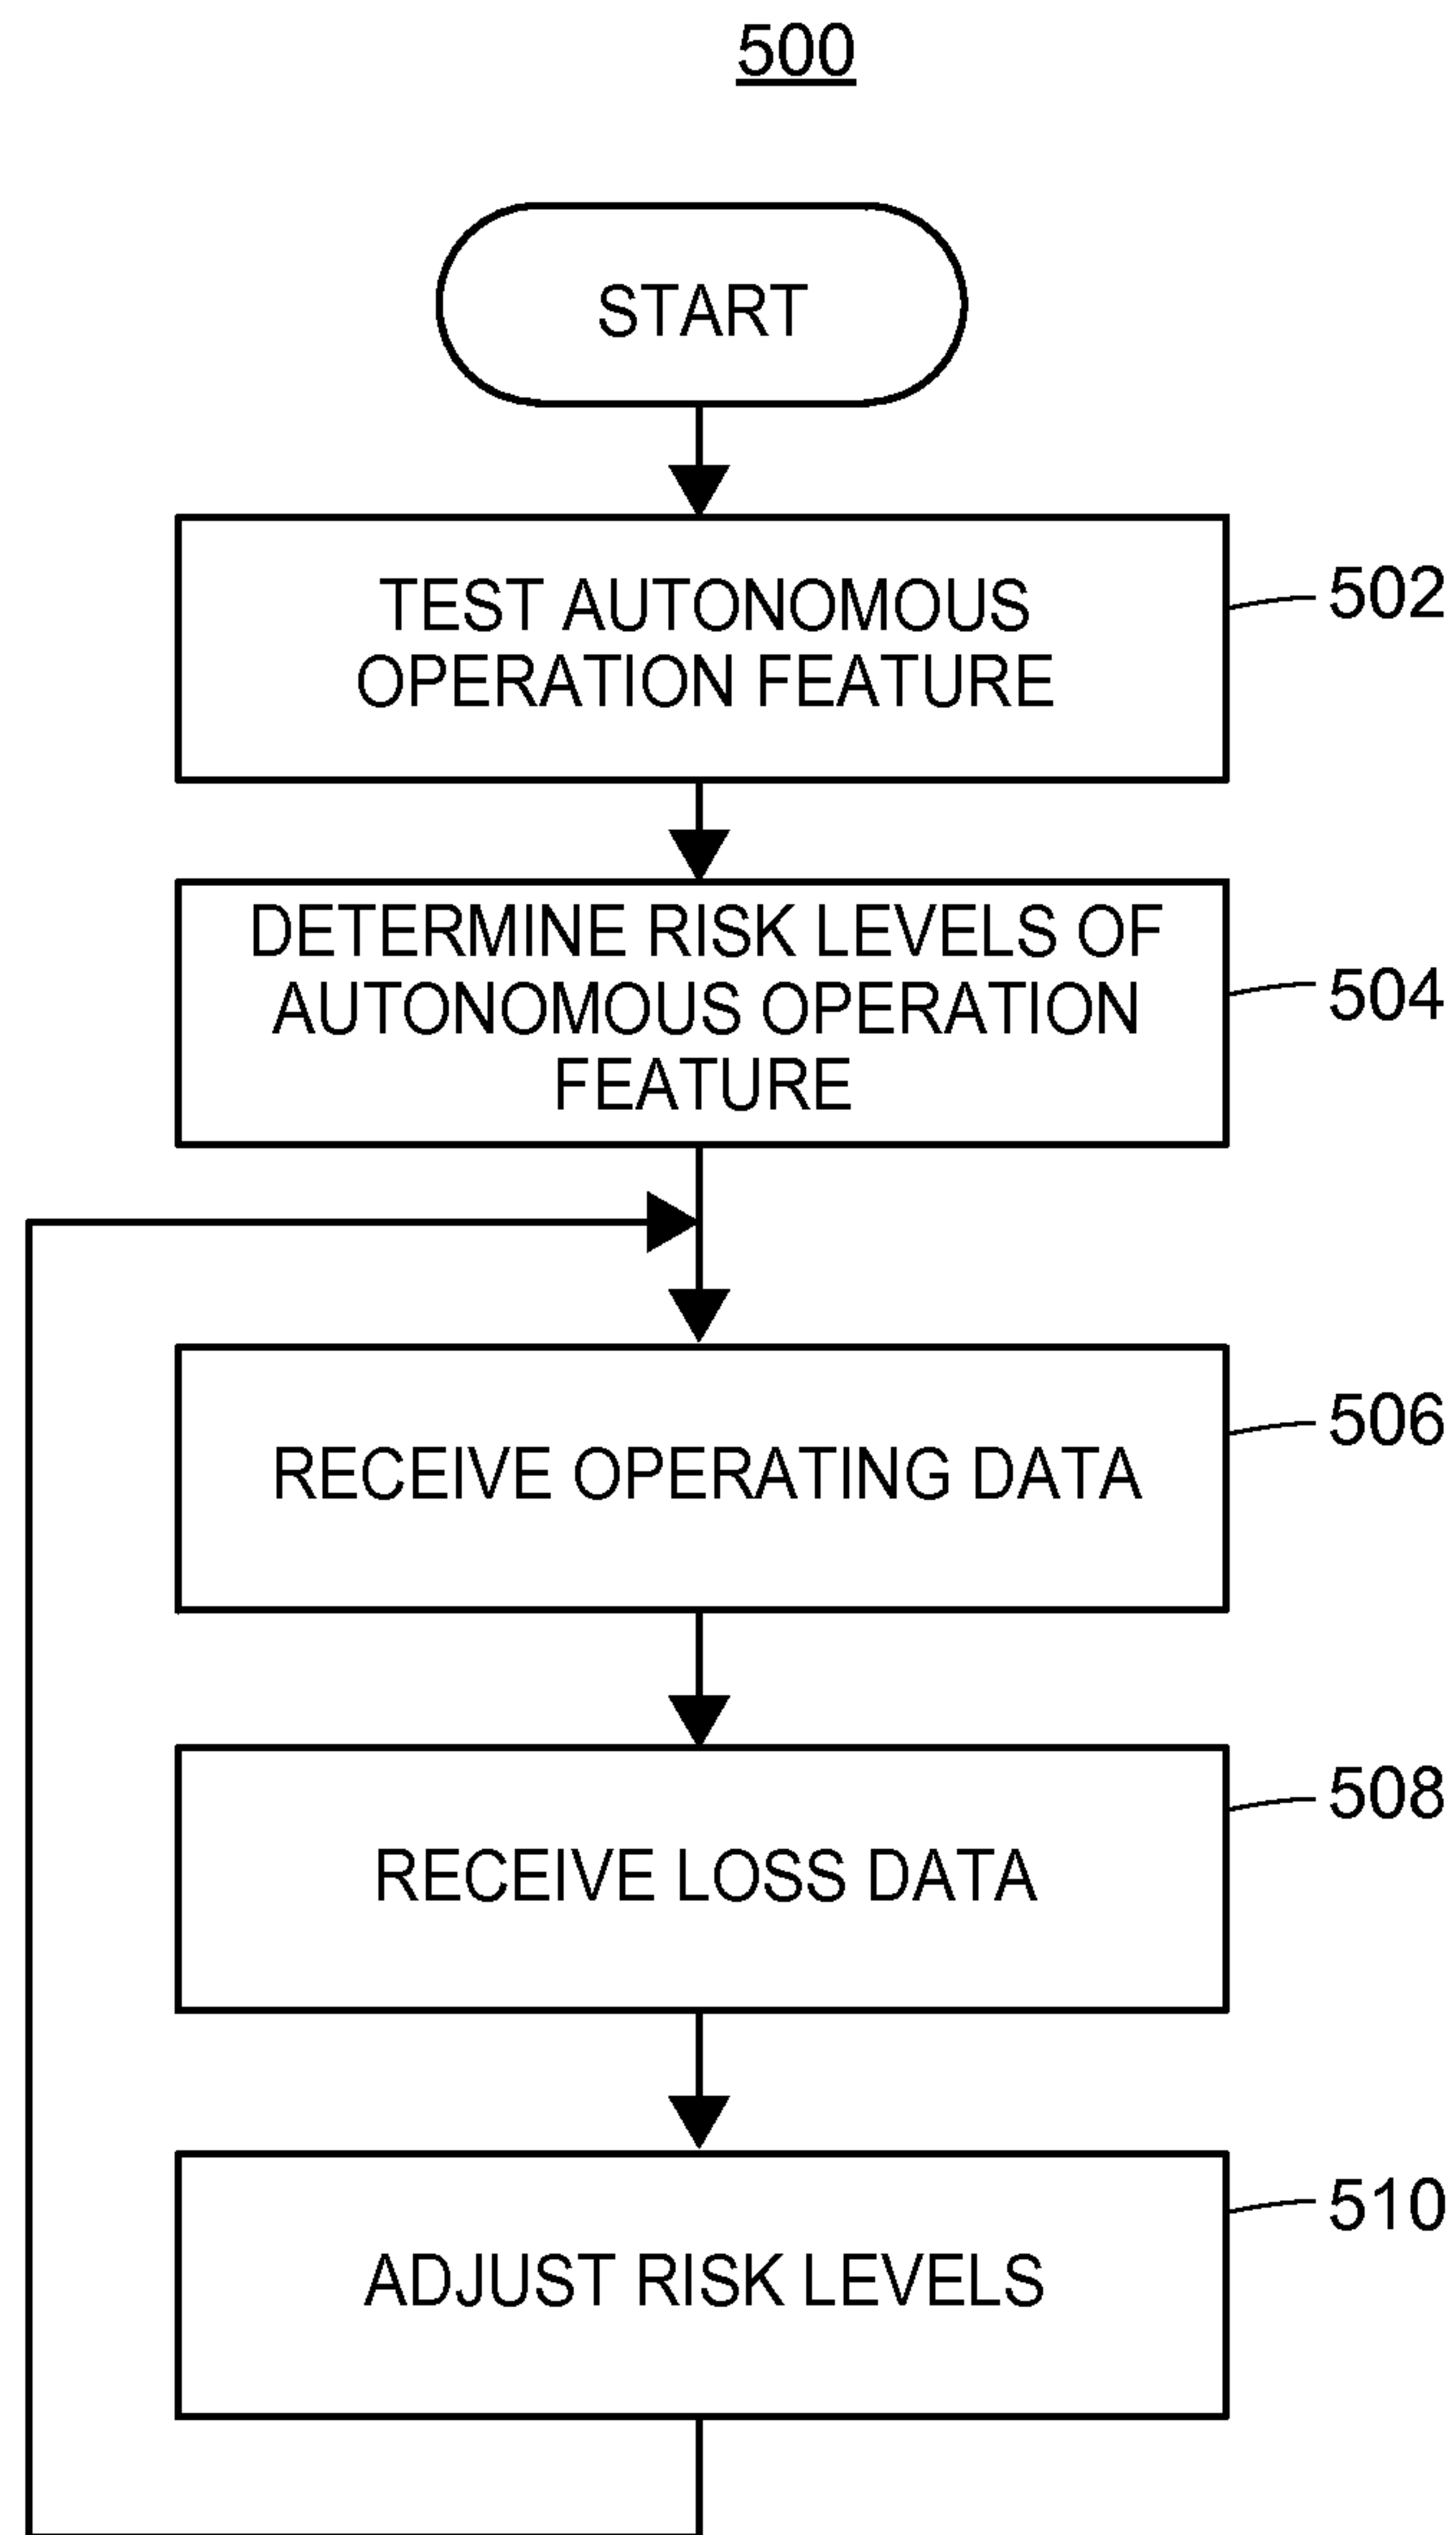 500
START
TEST AUTONOMOUS
OPERATION FEATURE
502
DETERMINE RISK LEVELS OF
AUTONOMOUS OPERATION
FEATURE
504
RECEIVE OPERATING DATA
506
RECEIVE LOSS DATA
508
ADJUST RISK LEVELS
510